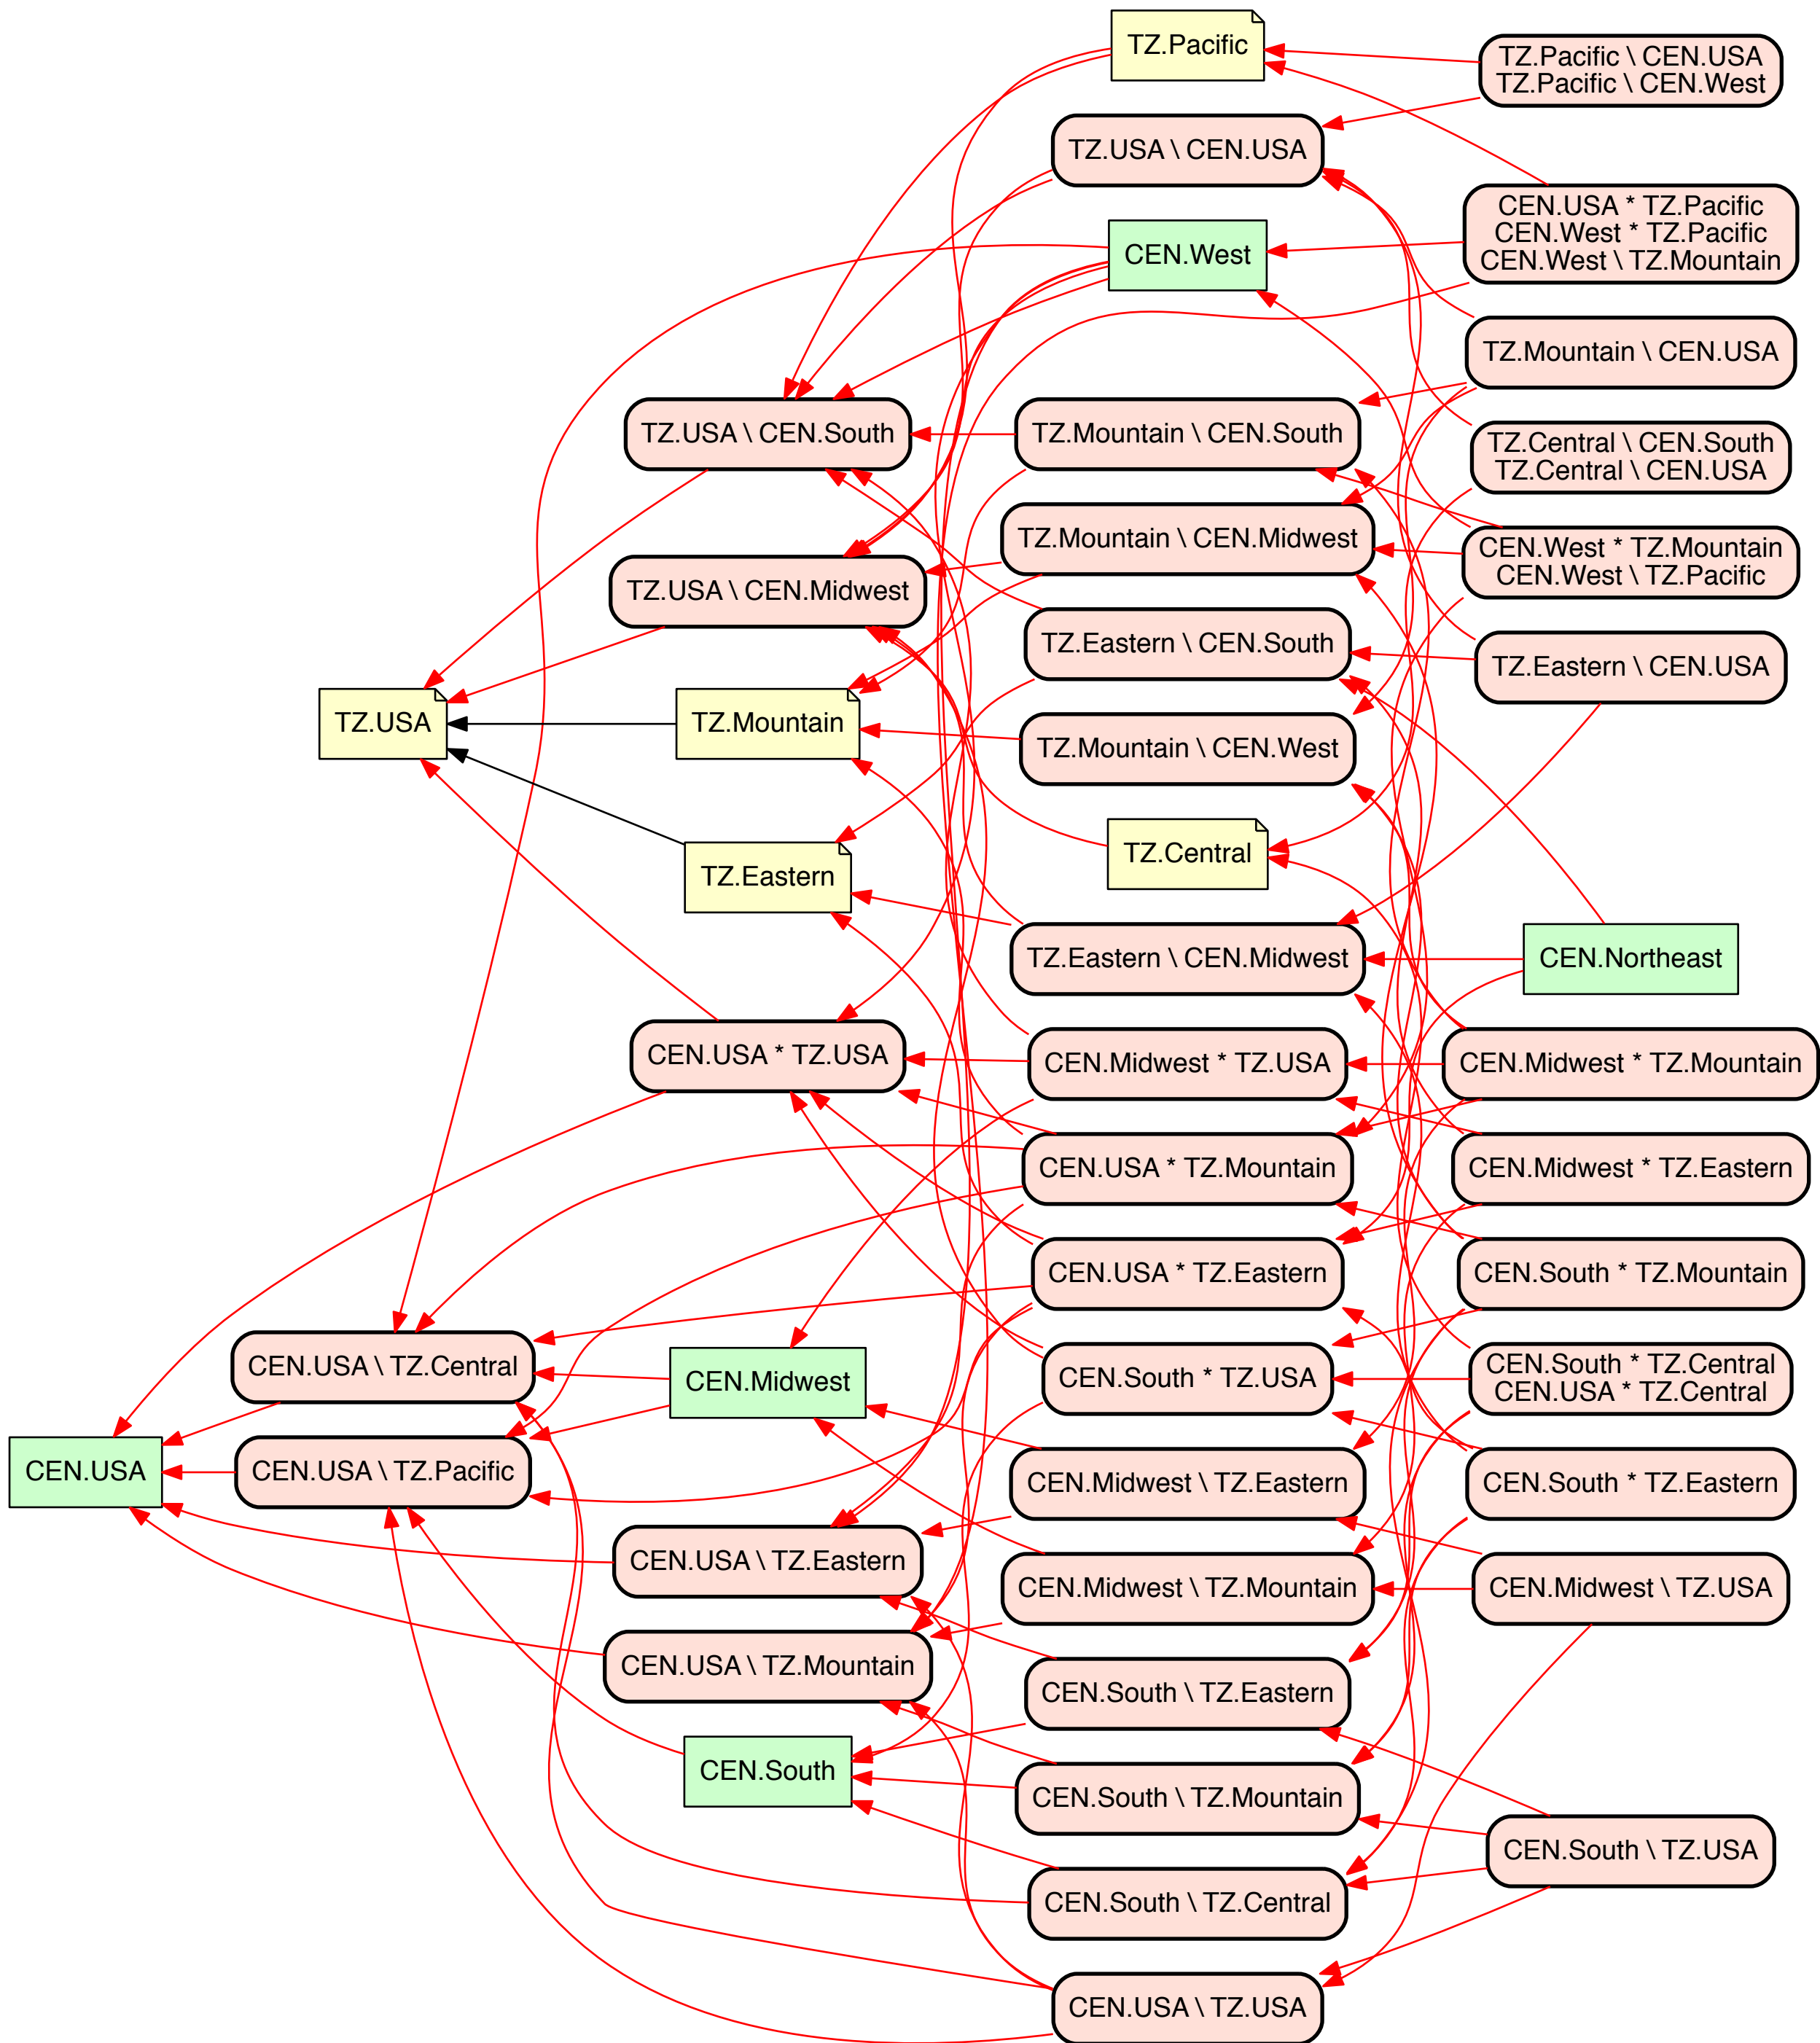 TZ.Pacific
TZ.Pacific \ CEN.USA
TZ.Pacific \ CEN.West
TZ.USA \ CEN.USA
CEN.USA * TZ.Pacific
CEN.West * TZ.Pacific
CEN.West \ TZ.Mountain
CEN.West
TZ.Mountain \ CEN.USA
TZ.USA \ CEN.South
TZ.Mountain \ CEN.South
TZ.Central \ CEN.South
TZ.Central \ CEN.USA
TZ.Mountain \ CEN.Midwest
CEN.West * TZ.Mountain
CEN.West \ TZ.Pacific
TZ.USA \ CEN.Midwest
TZ.Eastern \ CEN.South
TZ.Eastern \ CEN.USA
TZ.USA
TZ.Mountain
TZ.Mountain \ CEN.West
TZ.Central
TZ.Eastern
TZ.Eastern \ CEN.Midwest
CEN.Northeast
CEN.USA * TZ.USA
CEN.Midwest * TZ.USA
CEN.Midwest * TZ.Mountain
CEN.USA * TZ.Mountain
CEN.Midwest * TZ.Eastern
CEN.USA * TZ.Eastern
CEN.South * TZ.Mountain
CEN.USA \ TZ.Central
CEN.Midwest
CEN.South * TZ.USA
CEN.South * TZ.Central
CEN.USA * TZ.Central
CEN.USA
CEN.USA \ TZ.Pacific
CEN.Midwest \ TZ.Eastern
CEN.South * TZ.Eastern
CEN.USA \ TZ.Eastern
CEN.Midwest \ TZ.Mountain
CEN.Midwest \ TZ.USA
CEN.USA \ TZ.Mountain
CEN.South \ TZ.Eastern
CEN.South
CEN.South \ TZ.Mountain
CEN.South \ TZ.USA
CEN.South \ TZ.Central
CEN.USA \ TZ.USA